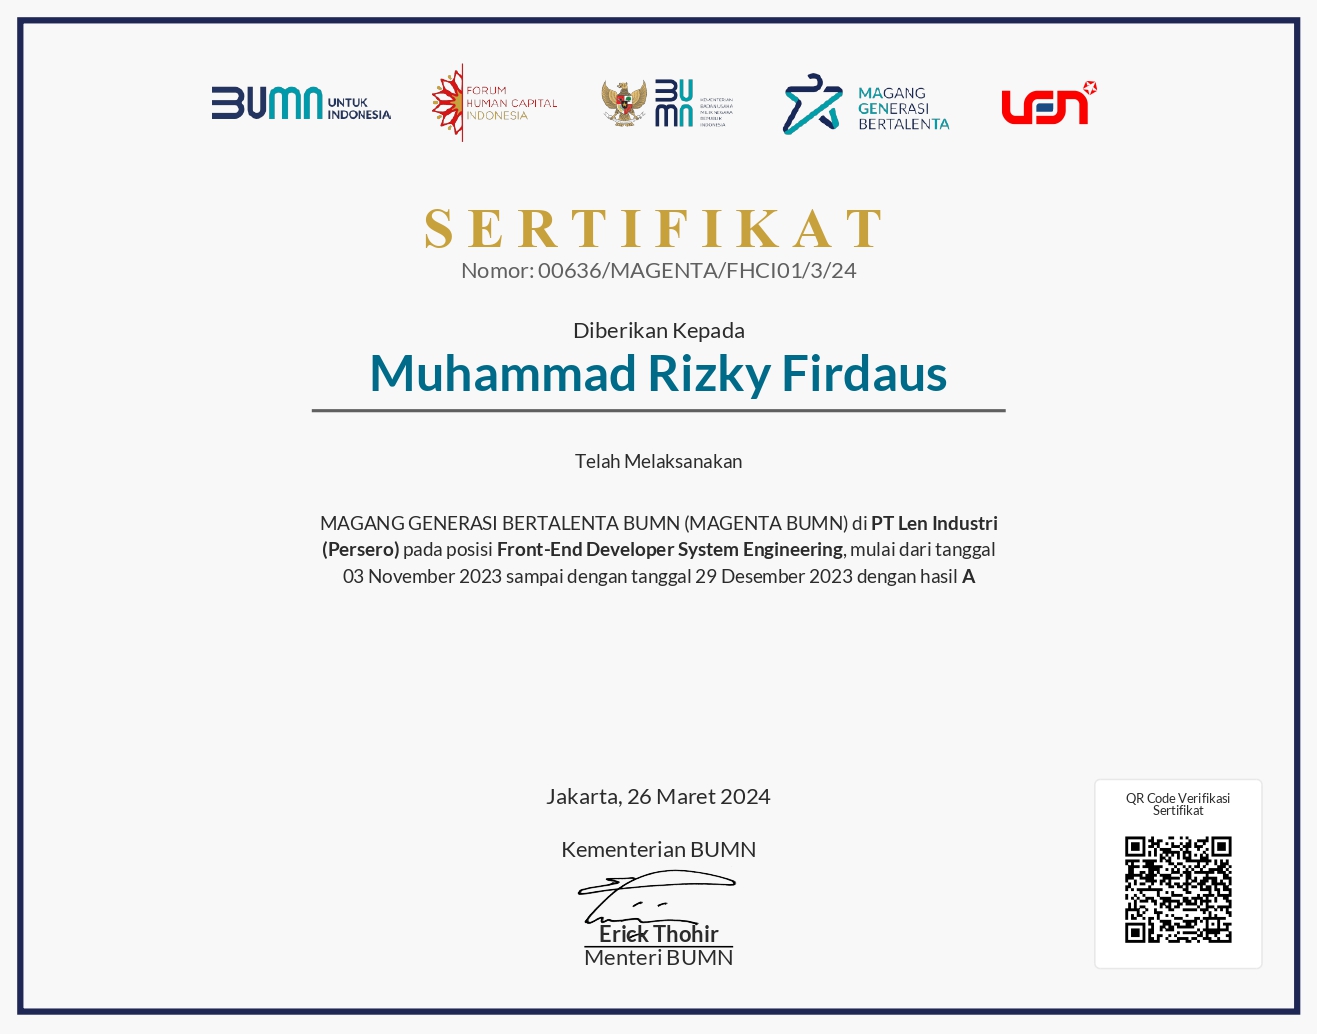 BUMN UNTUK INDONESIA
FORUM HUMAN CAPITAL INDONESIA
BUMN KEMENTERIAN BADAN USAHA MILIK NEGARA REPUBLIK INDONESIA
MAGANG GENERASI BERTALENTA
Len
SERTIFIKAT
Nomor: 00636/MAGENTA/FHCI01/3/24
Diberikan Kepada
Muhammad Rizky Firdaus
Telah Melaksanakan
MAGANG GENERASI BERTALENTA BUMN (MAGENTA BUMN) di PT Len Industri
(Persero) pada posisi Front-End Developer System Engineering, mulai dari tanggal
03 November 2023 sampai dengan tanggal 29 Desember 2023 dengan hasil A
Jakarta, 26 Maret 2024
Kementerian BUMN
Erick Thohir
Menteri BUMN
QR Code Verifikasi
Sertifikat